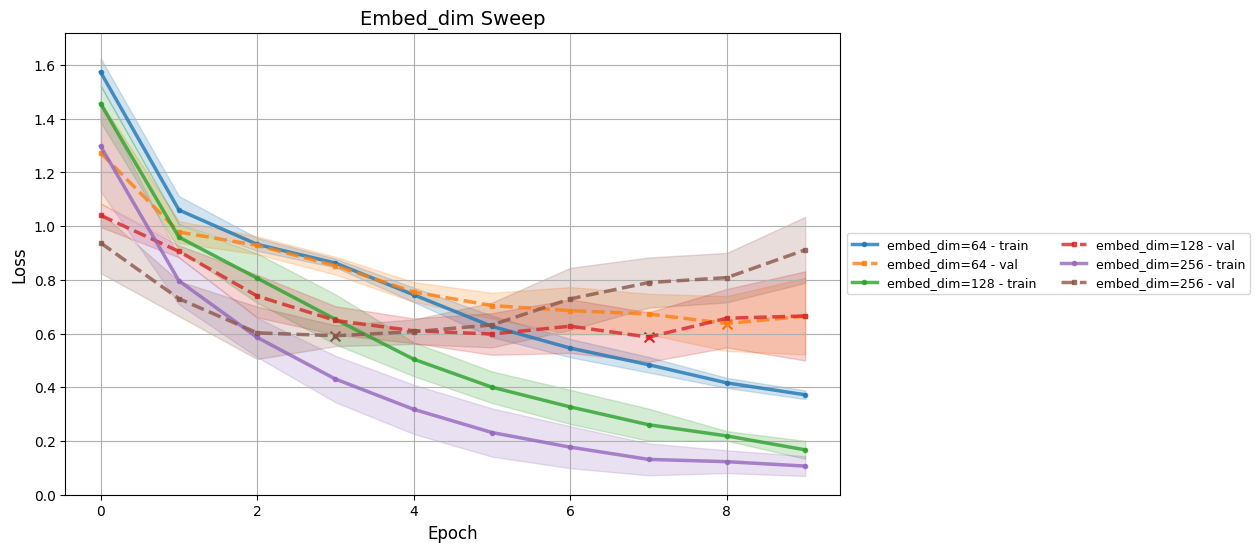 Embed_dim Sweep
Loss
1.6
1.4
1.2
1.0
0.8
0.6
0.4
0.2
0.0
0 2 4 6 8
Epoch
embed_dim=64 - train
embed_dim=64 - val
embed_dim=128 - train
embed_dim=128 - val
embed_dim=256 - train
embed_dim=256 - val